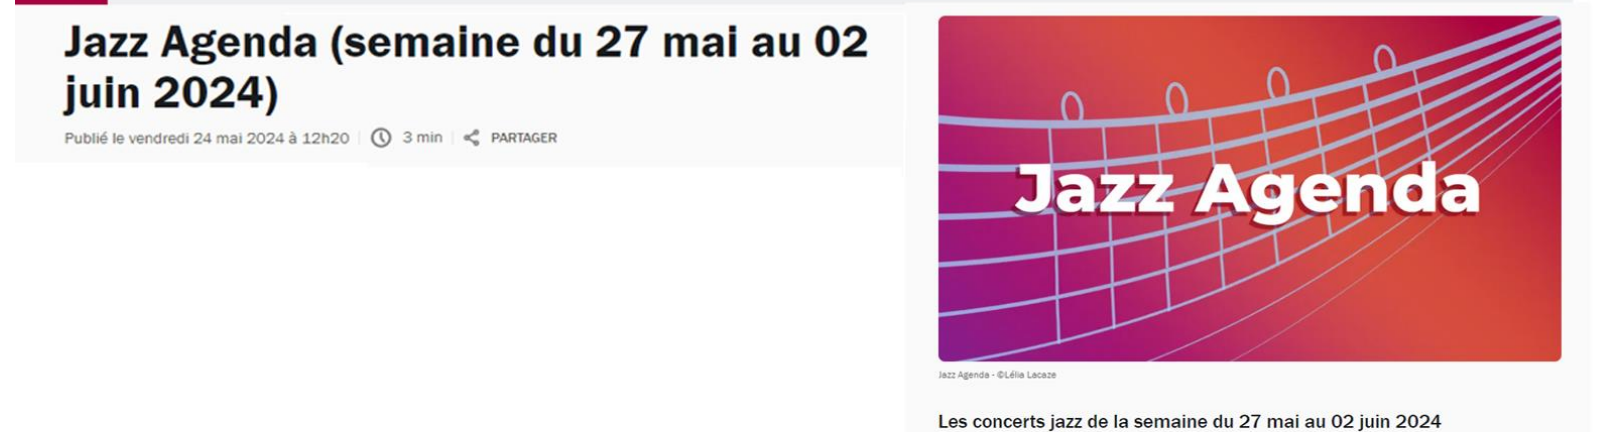 Jazz Agenda (semaine du 27 mai au 02
juin 2024)
Publié le vendredi 24 mai 2024 à 12h20 3 min PARTAGER
Jazz Agenda
Jazz Agenda - ©Lélia Lacaze
Les concerts jazz de la semaine du 27 mai au 02 juin 2024